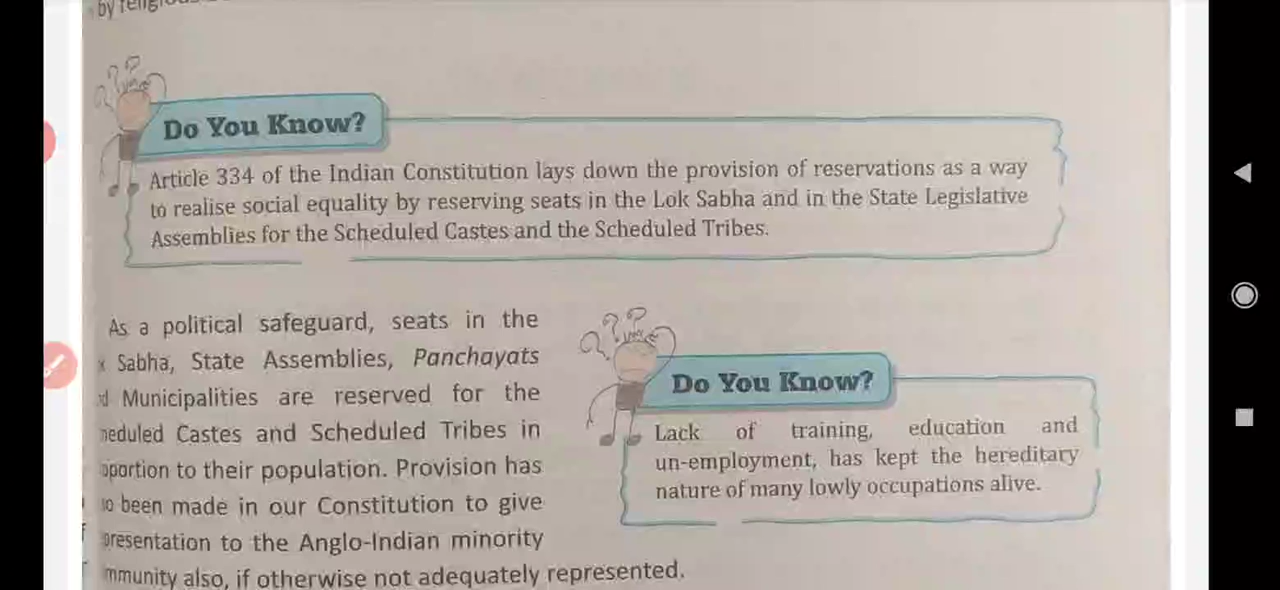 by
Do You Know?
Article 334 of the Indian Constitution lays down the provision of reservations as a way
to realise social equality by reserving seats in the Lok Sabha and in the State Legislative
Assemblies for the Scheduled Castes and the Scheduled Tribes.
As a political safeguard, seats in the
Sabha, State Assemblies, Panchayats
Municipalities are reserved for the
Castes and Scheduled Tribes in
to their population. Provision has
been made in our Constitution to give
to the Anglo-Indian minority
also, if otherwise not adequately represented.
Do You Know?
Lack of training, education and
un-employment, has kept the hereditary
nature of many lowly occupations alive.